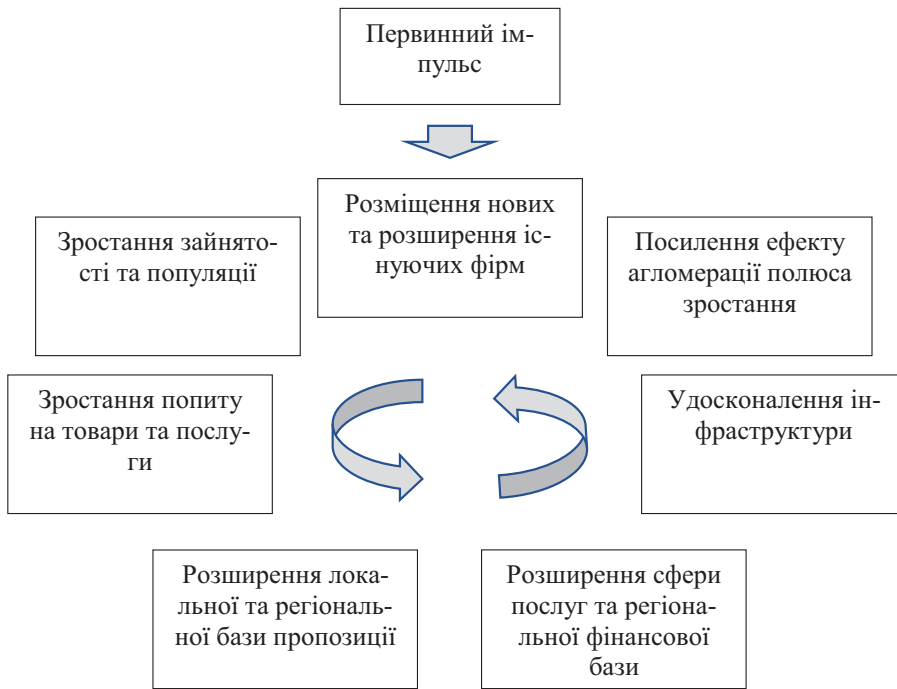 Первинний ім-
пульс
Розміщення нових
та розширення іс-
нуючих фірм
Зростання зайнято-
сті та популяції
Посилення ефекту
агломерації полюса
зростання
Зростання попиту
на товари та послу-
ги
Удосконалення ін-
фраструктури
Розширення лока-
льної та регіональ-
ної бази пропозиції
Розширення сфери
послуг та регіона-
льної фінансової
бази